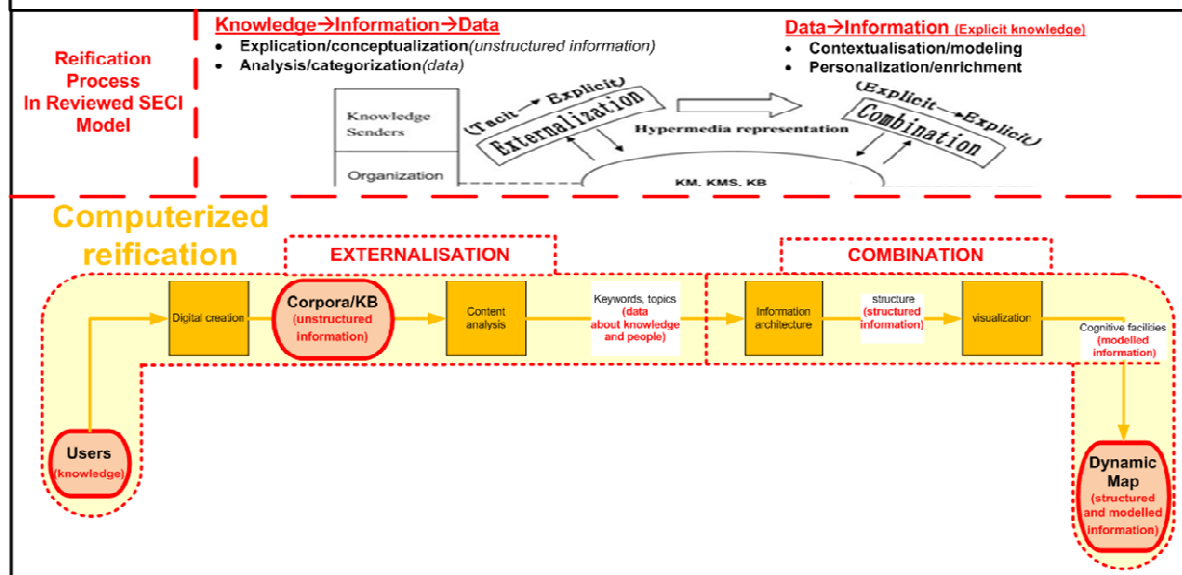 Reification
Process
In Reviewed SECI
Model
Knowledge→Information→Data
• Explication/conceptualization(unstructured information)
• Analysis/categorization(data)
Data→Information (Explicit knowledge)
• Contextualisation/modeling
• Personalization/enrichment
Knowledge
Senders
Organization
(Tacit → Explicit)
Externalization
Hypermedia representation
(Explicit→Explicit)
Combination
KM, KMS, KB
Computerized
reification
EXTERNALISATION
COMBINATION
Digital creation
Corpora/KB
(unstructured
information)
Content
analysis
Keywords, topics
(data
about knowledge
and people)
Information
architecture
structure
(structured
information)
visualization
Cognitive facilities
(modelled
information)
Users
(knowledge)
Dynamic
Map
(structured
and modelled
information)